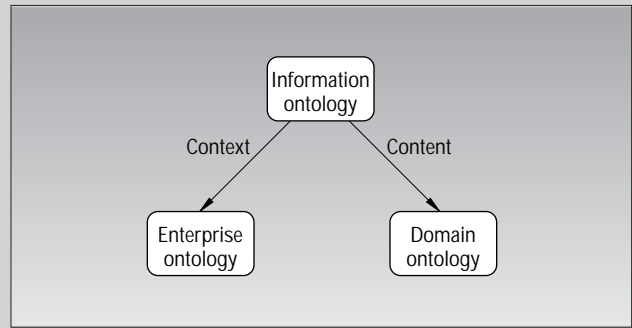 Information
ontology
Context
Content
Enterprise
ontology
Domain
ontology